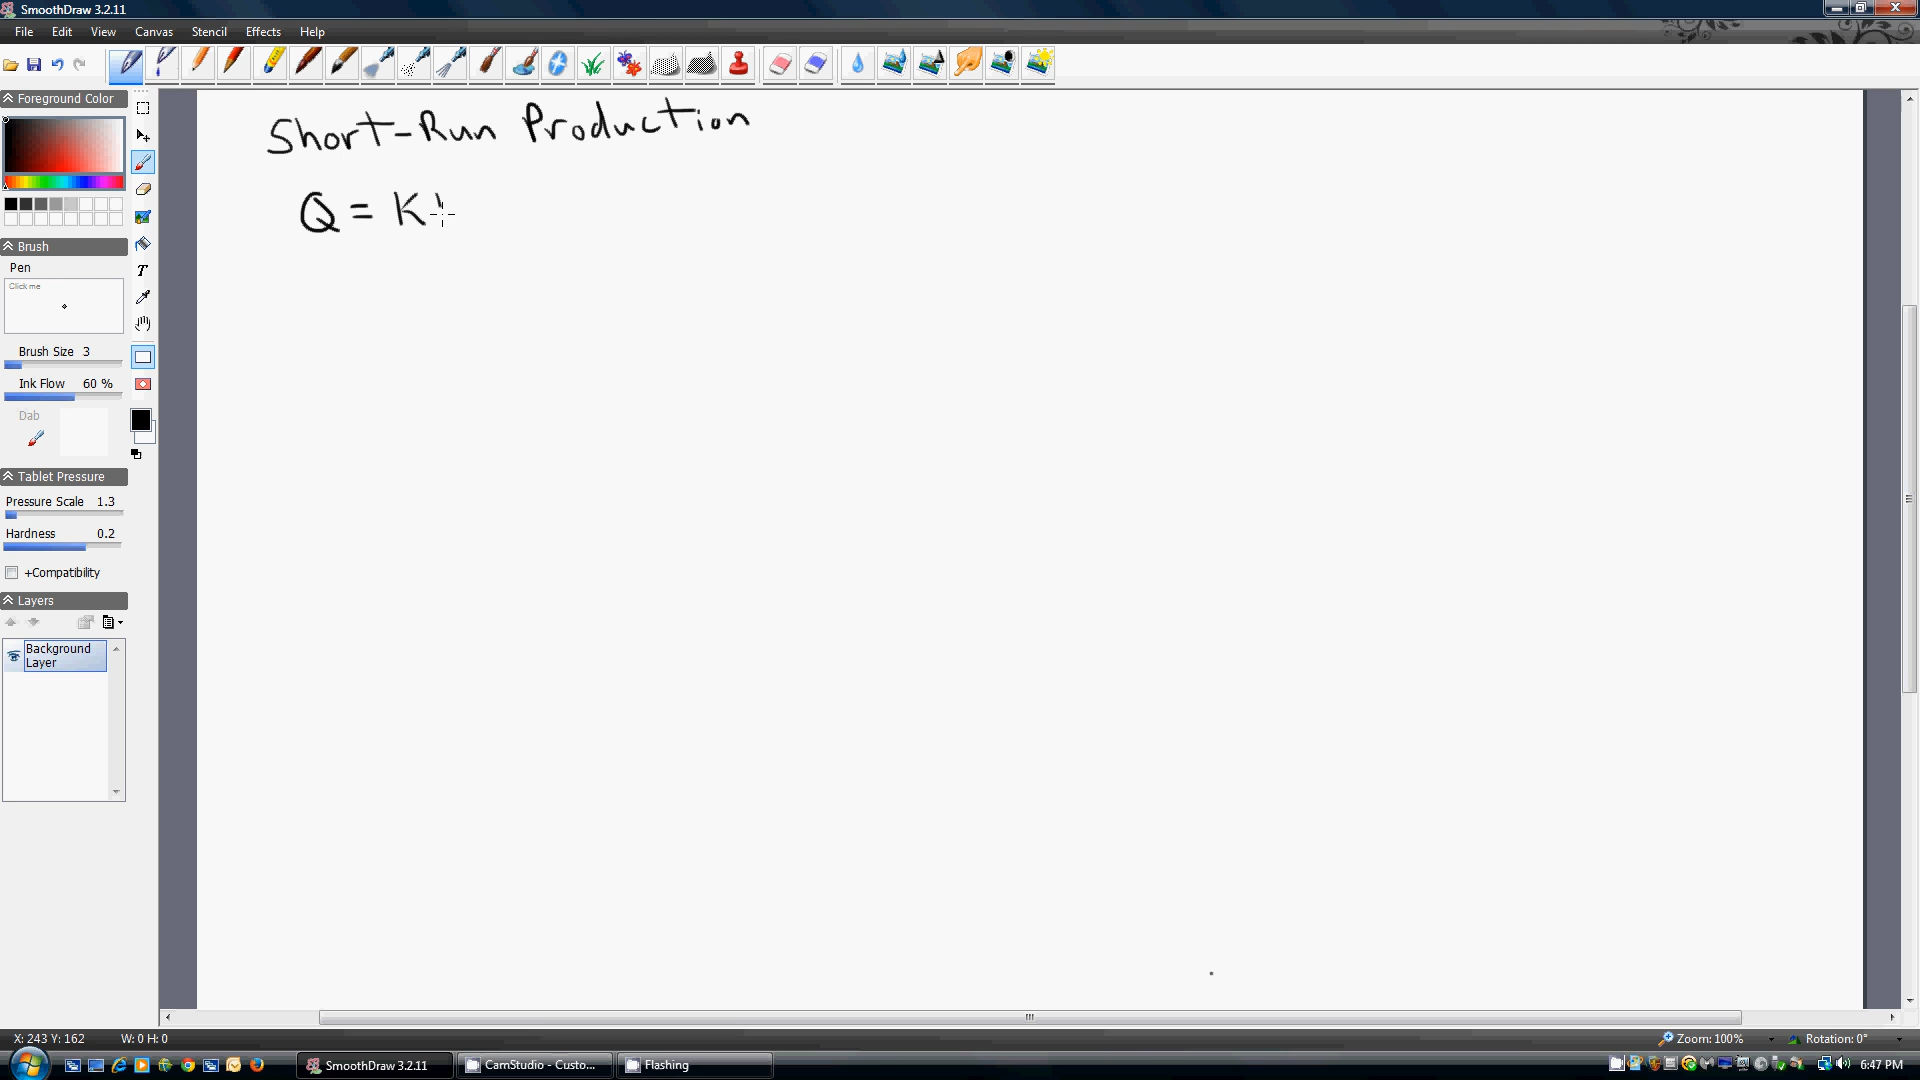 SmoothDraw 3.2.11
File Edit View Canvas Stencil Effects Help
Foreground Color
Short-Run Production
Q = K
Brush
Pen
Click me
Brush Size 3
Ink Flow 60 %
Dab
Tablet Pressure
Pressure Scale 1.3
Hardness 0.2
+Compatibility
Layers
Background
Layer
X: 243 Y: 162 W: 0 H: 0 Zoom: 100% Rotation: 0°
SmoothDraw 3.2.11 CamStudio - Custo... Flashing 6:47 PM